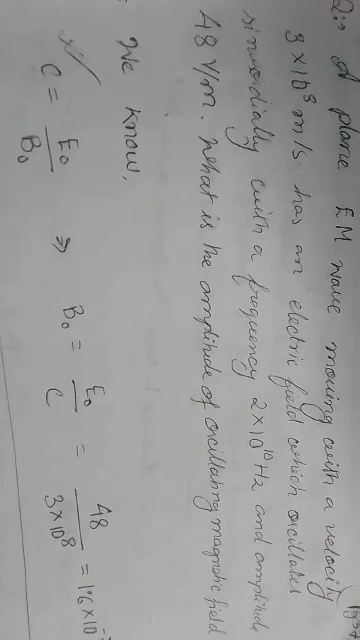 Q:→ A plane EM wave moving with a velocity
3×10⁸ m/s. has an electric field which oscillates
sinusoidially with a frequency 2×10¹⁰ Hz and amplitude
48 V/m. What is the amplitude of oscillating magnetic field
We know,
C = E₀/B₀ ⇒ B₀ = E₀/C = 48/3×10⁸ = 1.6×10⁻